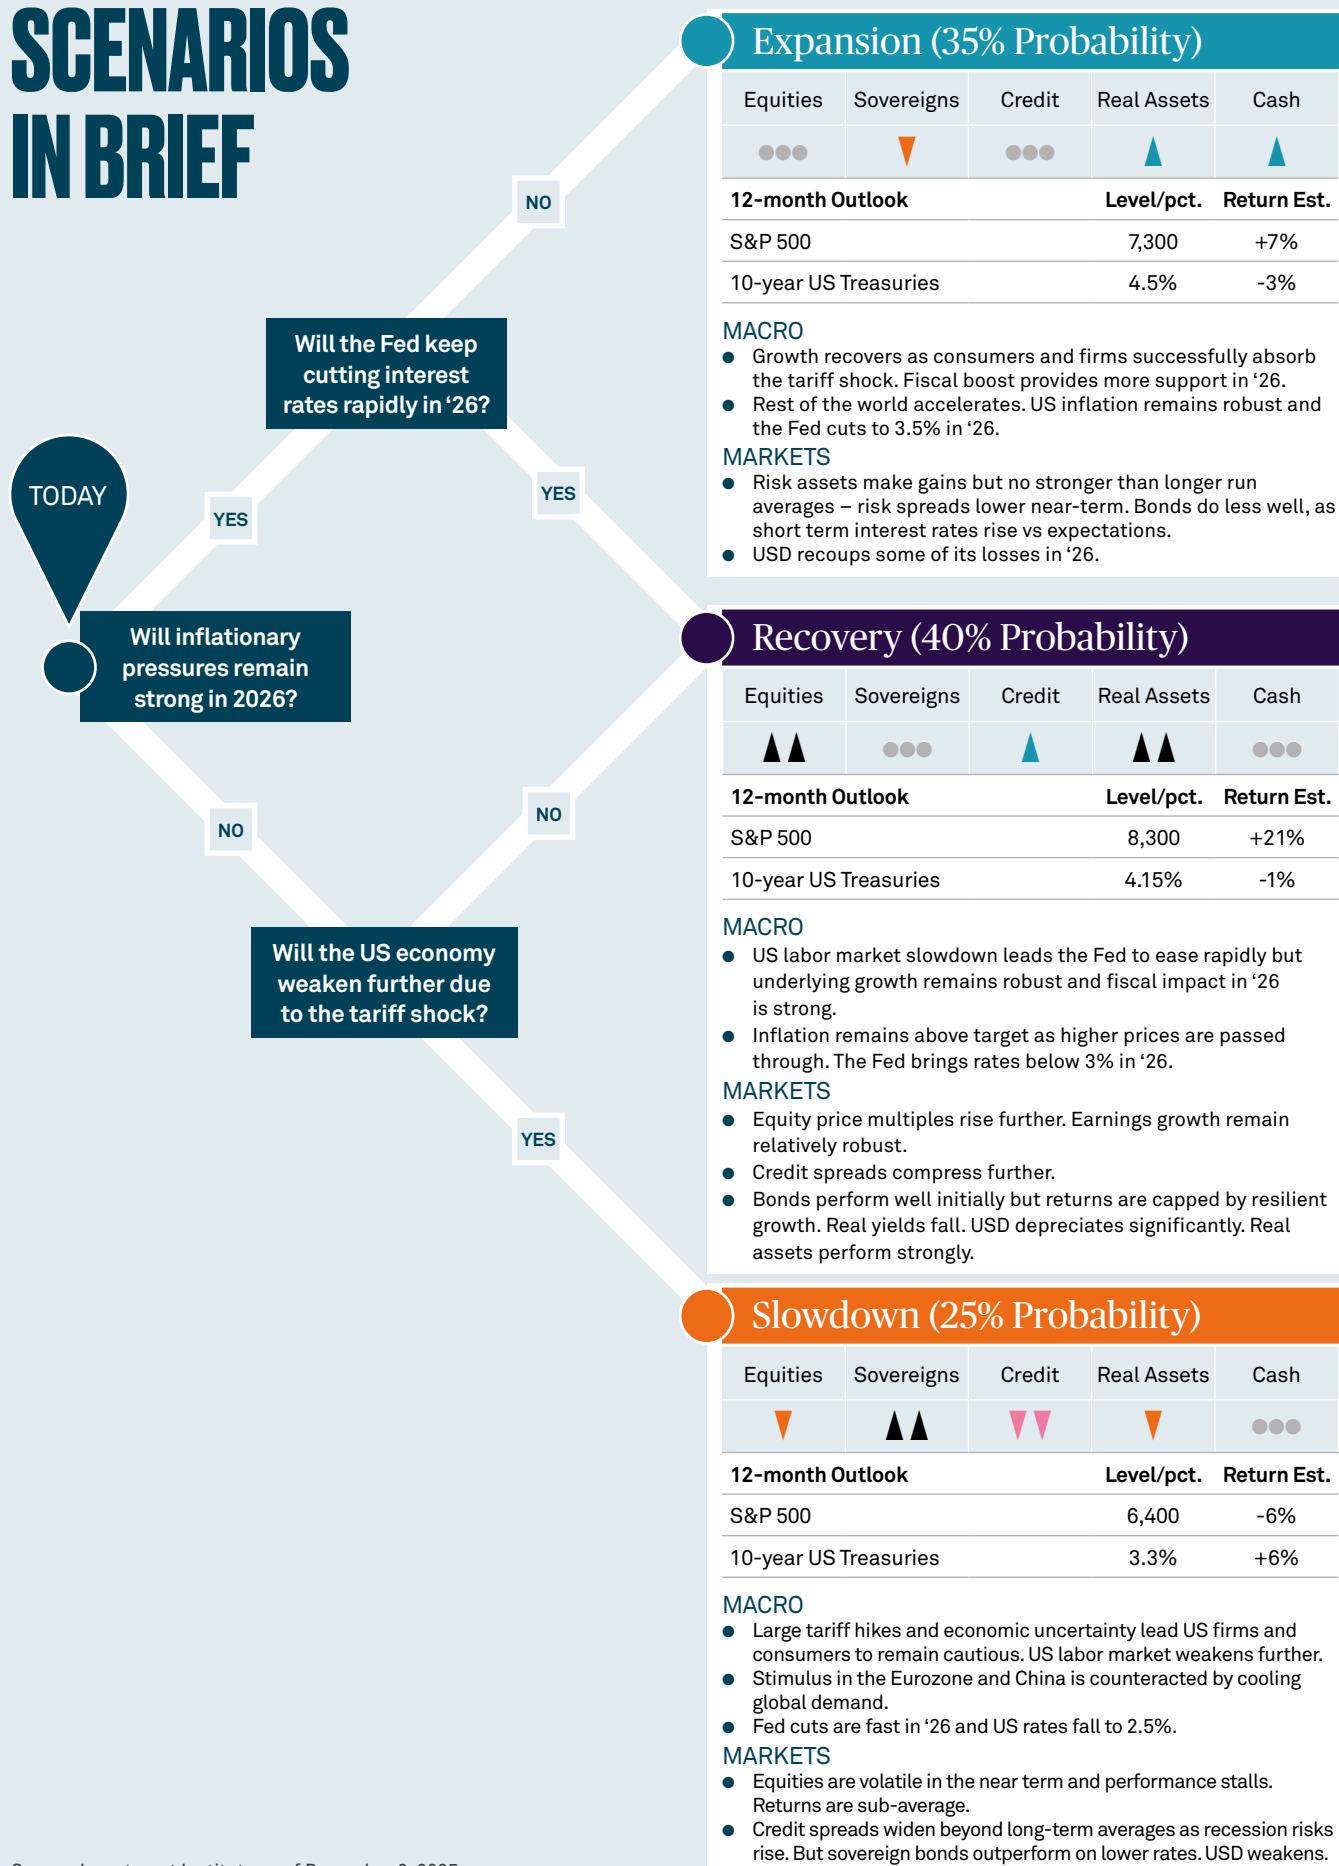 SCENARIOS
IN BRIEF
TODAY
Will inflationary
pressures remain
strong in 2026?
YES
NO
Will the Fed keep
cutting interest
rates rapidly in ‘26?
NO
YES
Will the US economy
weaken further due
to the tariff shock?
NO
YES
Expansion (35% Probability)
Equities Sovereigns Credit Real Assets Cash
12-month Outlook Level/pct. Return Est.
S&P 500 7,300 +7%
10-year US Treasuries 4.5% -3%
MACRO
● Growth recovers as consumers and firms successfully absorb
the tariff shock. Fiscal boost provides more support in ‘26.
● Rest of the world accelerates. US inflation remains robust and
the Fed cuts to 3.5% in ‘26.
MARKETS
● Risk assets make gains but no stronger than longer run
averages – risk spreads lower near-term. Bonds do less well, as
short term interest rates rise vs expectations.
● USD recoups some of its losses in ‘26.
Recovery (40% Probability)
Equities Sovereigns Credit Real Assets Cash
12-month Outlook Level/pct. Return Est.
S&P 500 8,300 +21%
10-year US Treasuries 4.15% -1%
MACRO
● US labor market slowdown leads the Fed to ease rapidly but
underlying growth remains robust and fiscal impact in ‘26
is strong.
● Inflation remains above target as higher prices are passed
through. The Fed brings rates below 3% in ‘26.
MARKETS
● Equity price multiples rise further. Earnings growth remain
relatively robust.
● Credit spreads compress further.
● Bonds perform well initially but returns are capped by resilient
growth. Real yields fall. USD depreciates significantly. Real
assets perform strongly.
Slowdown (25% Probability)
Equities Sovereigns Credit Real Assets Cash
12-month Outlook Level/pct. Return Est.
S&P 500 6,400 -6%
10-year US Treasuries 3.3% +6%
MACRO
● Large tariff hikes and economic uncertainty lead US firms and
consumers to remain cautious. US labor market weakens further.
● Stimulus in the Eurozone and China is counteracted by cooling
global demand.
● Fed cuts are fast in ‘26 and US rates fall to 2.5%.
MARKETS
● Equities are volatile in the near term and performance stalls.
Returns are sub-average.
● Credit spreads widen beyond long-term averages as recession risks
rise. But sovereign bonds outperform on lower rates. USD weakens.